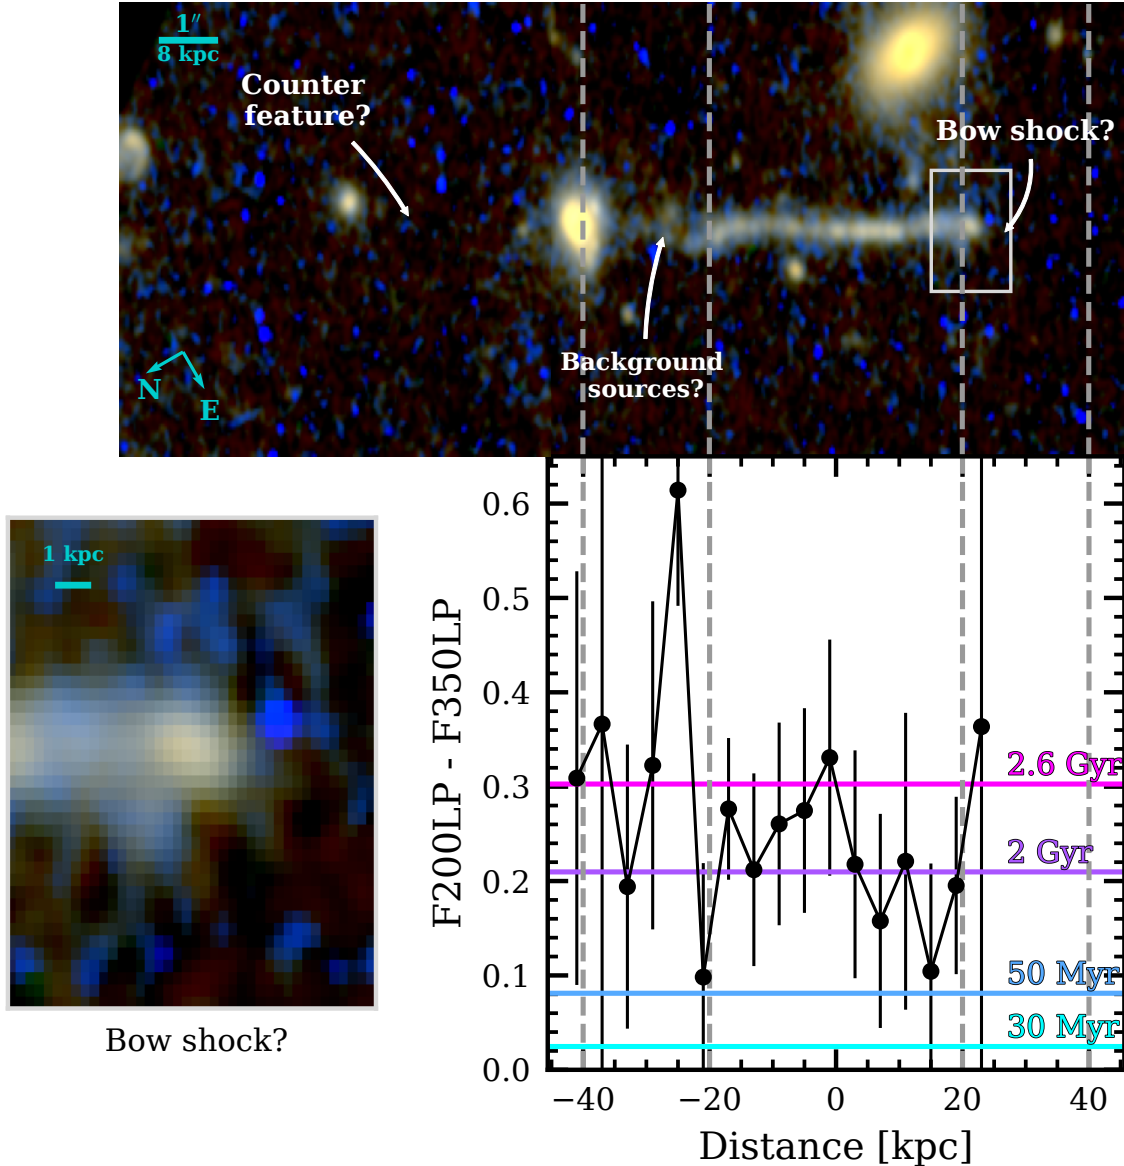 1″
8 kpc
Counter
feature?
Bow shock?
Background
sources?
N
E
1 kpc
Bow shock?
F200LP - F350LP
0.6
0.5
0.4
0.3
0.2
0.1
0.0
2.6 Gyr
2 Gyr
50 Myr
30 Myr
−40
−20
0
20
40
Distance [kpc]